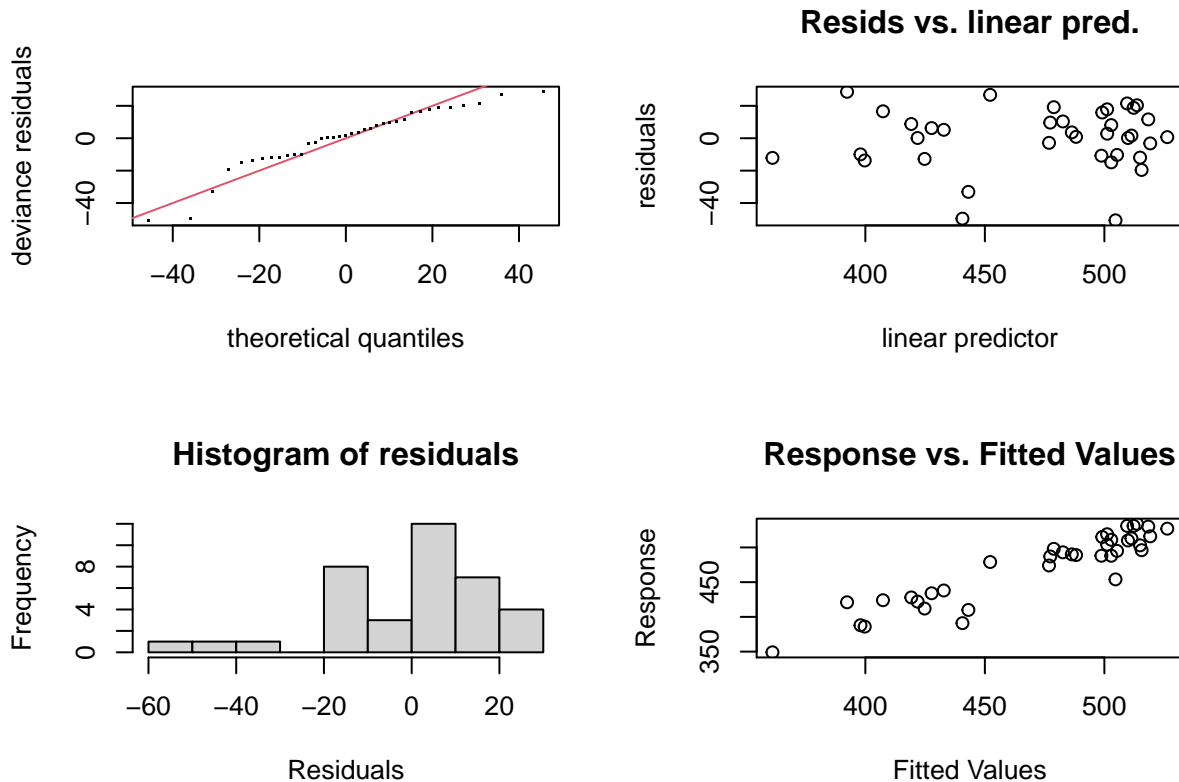 deviance residuals
−40
0
−40
−20
0
20
40
theoretical quantiles
Resids vs. linear pred.
residuals
−40
0
400
450
500
linear predictor
Histogram of residuals
Frequency
0
4
8
−60
−40
−20
0
20
Residuals
Response vs. Fitted Values
Response
350
450
400
450
500
Fitted Values